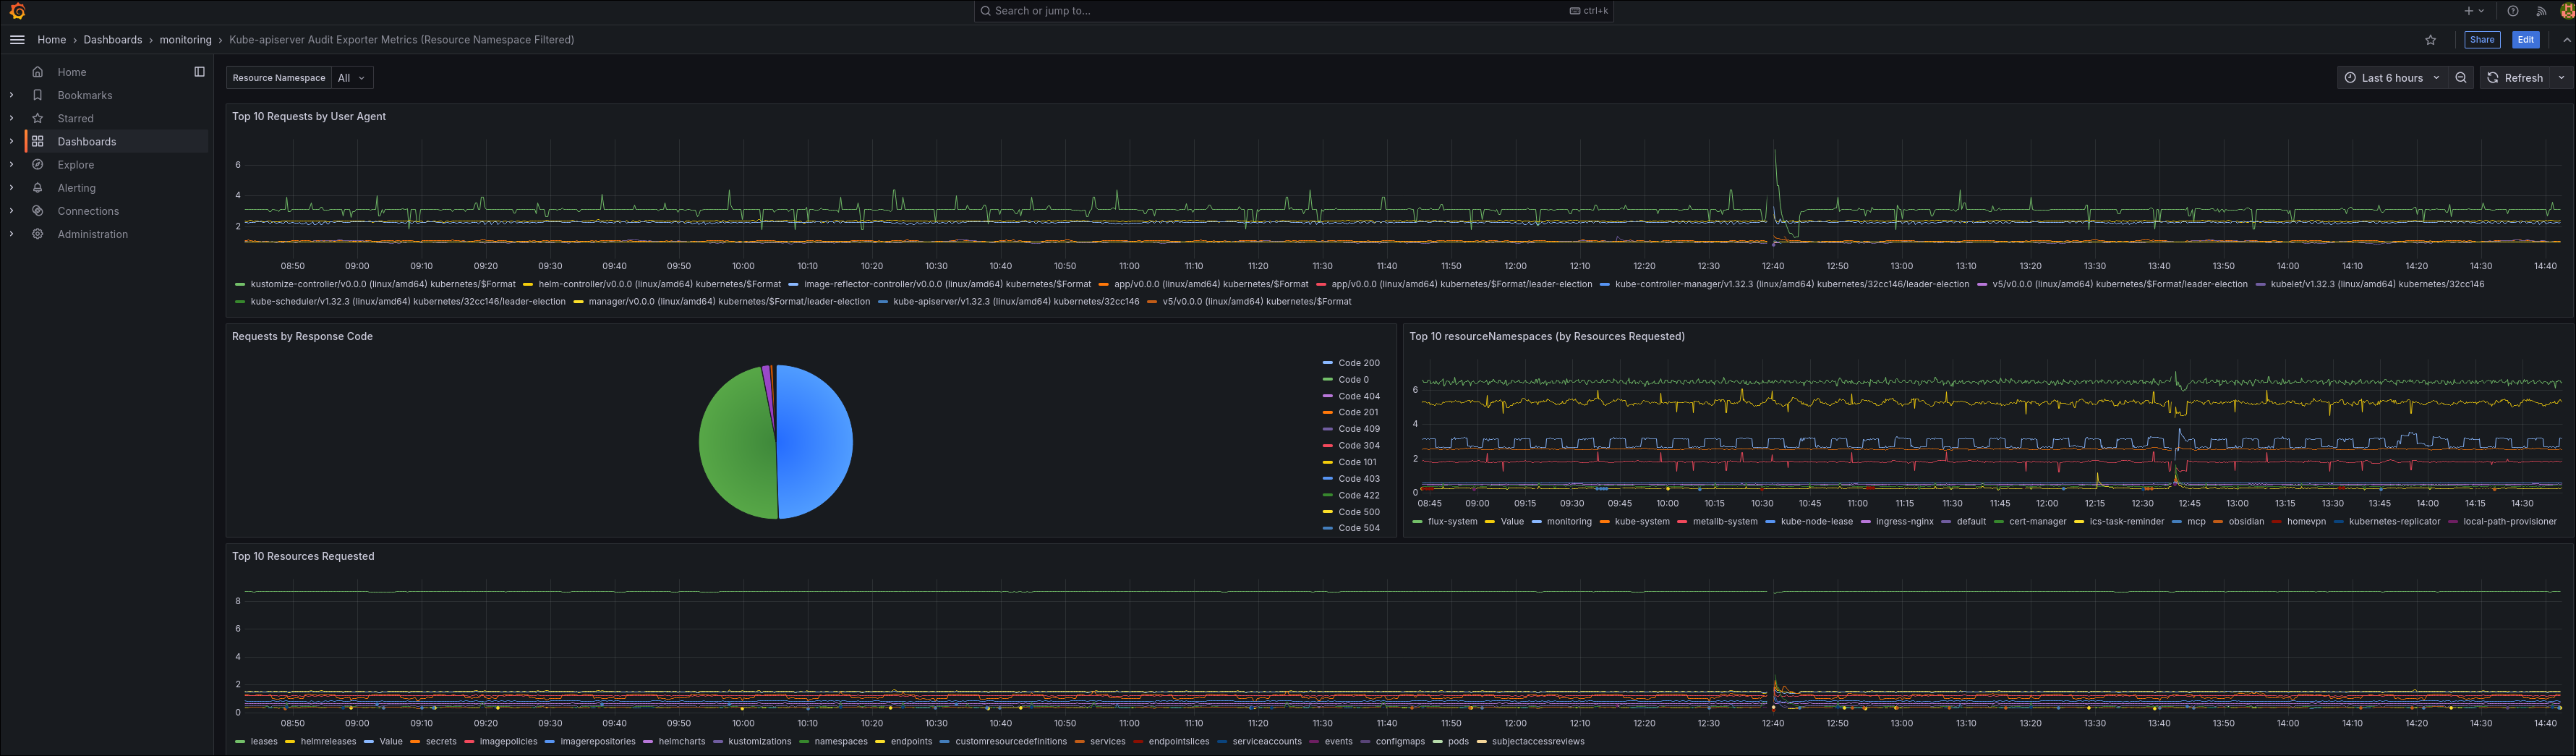 Search or jump to...
ctrl+k
Home › Dashboards › monitoring › Kube-apiserver Audit Exporter Metrics (Resource Namespace Filtered)
Share
Edit
Home
Bookmarks
Starred
Dashboards
Explore
Alerting
Connections
Administration
Resource Namespace
All
Last 6 hours
Refresh
Top 10 Requests by User Agent
6
4
2
08:50 09:00 09:10 09:20 09:30 09:40 09:50 10:00 10:10 10:20 10:30 10:40 10:50 11:00 11:10 11:20 11:30 11:40 11:50 12:00 12:10 12:20 12:30 12:40 12:50 13:00 13:10 13:20 13:30 13:40 13:50 14:00 14:10 14:20 14:30 14:40
kustomize-controller/v0.0.0 (linux/amd64) kubernetes/$Format helm-controller/v0.0.0 (linux/amd64) kubernetes/$Format image-reflector-controller/v0.0.0 (linux/amd64) kubernetes/$Format app/v0.0.0 (linux/amd64) kubernetes/$Format app/v0.0.0 (linux/amd64) kubernetes/$Format/leader-election kube-controller-manager/v1.32.3 (linux/amd64) kubernetes/32cc146/leader-election v5/v0.0.0 (linux/amd64) kubernetes/$Format/leader-election kubelet/v1.32.3 (linux/amd64) kubernetes/32cc146
kube-scheduler/v1.32.3 (linux/amd64) kubernetes/32cc146/leader-election manager/v0.0.0 (linux/amd64) kubernetes/$Format/leader-election kube-apiserver/v1.32.3 (linux/amd64) kubernetes/32cc146 v5/v0.0.0 (linux/amd64) kubernetes/$Format
Requests by Response Code
Code 200
Code 0
Code 404
Code 201
Code 409
Code 304
Code 101
Code 403
Code 422
Code 500
Code 504
Top 10 resourceNamespaces (by Resources Requested)
6
4
2
0
08:45 09:00 09:15 09:30 09:45 10:00 10:15 10:30 10:45 11:00 11:15 11:30 11:45 12:00 12:15 12:30 12:45 13:00 13:15 13:30 13:45 14:00 14:15 14:30
flux-system Value monitoring kube-system metallb-system kube-node-lease ingress-nginx default cert-manager ics-task-reminder mcp obsidian homevpn kubernetes-replicator local-path-provisioner
Top 10 Resources Requested
8
6
4
2
0
08:50 09:00 09:10 09:20 09:30 09:40 09:50 10:00 10:10 10:20 10:30 10:40 10:50 11:00 11:10 11:20 11:30 11:40 11:50 12:00 12:10 12:20 12:30 12:40 12:50 13:00 13:10 13:20 13:30 13:40 13:50 14:00 14:10 14:20 14:30 14:40
leases helmreleases Value secrets imagepolicies imagerepositories helmcharts kustomizations namespaces endpoints customresourcedefinitions services endpointslices serviceaccounts events configmaps pods subjectaccessreviews